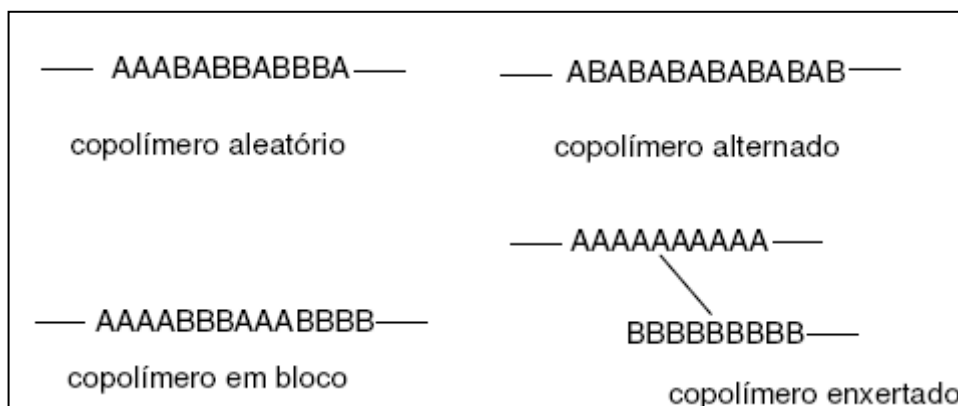 AAABABBABBBA
copolímero aleatório
ABABABABABABAB
copolímero alternado
AAAABBBAAABBBB
copolímero em bloco
AAAAAAAAAA
BBBBBBBBB
copolímero enxertado